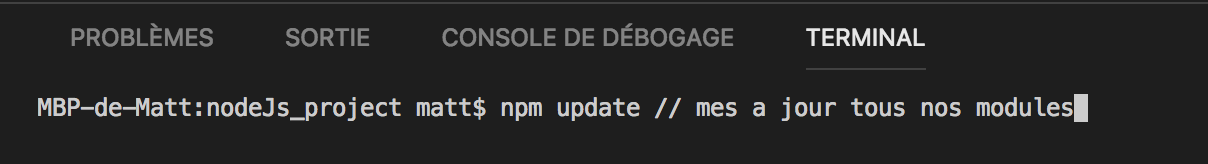 PROBLÈMES SORTIE CONSOLE DE DÉBOGAGE TERMINAL
MBP-de-Matt:nodeJs_project matt$ npm update // mes a jour tous nos modules